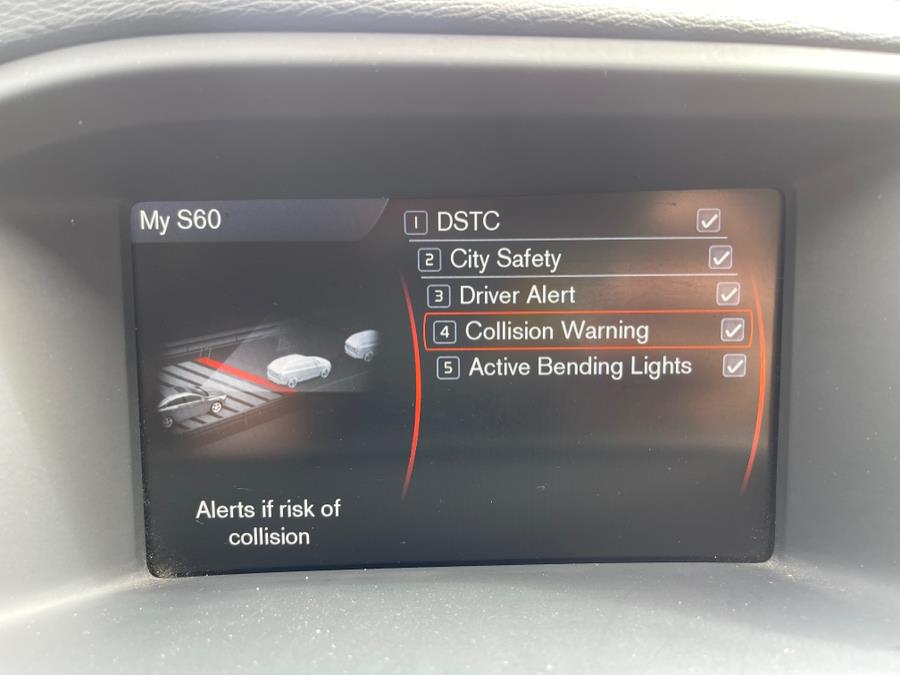 My S60
1 DSTC
2 City Safety
3 Driver Alert
4 Collision Warning
5 Active Bending Lights
Alerts if risk of
collision